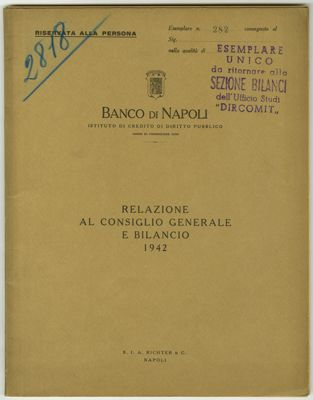 RISERVATA ALLA PERSONA
2818
Esemplare n. 282 consegnato al
Sig.
nella qualità di
ESEMPLARE
UNICO
da ritornare alla
SEZIONE BILANCI
dell'Ufficio Studi
"DIRCOMIT„
BANCO DI NAPOLI
ISTITUTO DI CREDITO DI DIRITTO PUBBLICO
RELAZIONE
AL CONSIGLIO GENERALE
E BILANCIO
1942
S. I. A. RICHTER & C.
NAPOLI